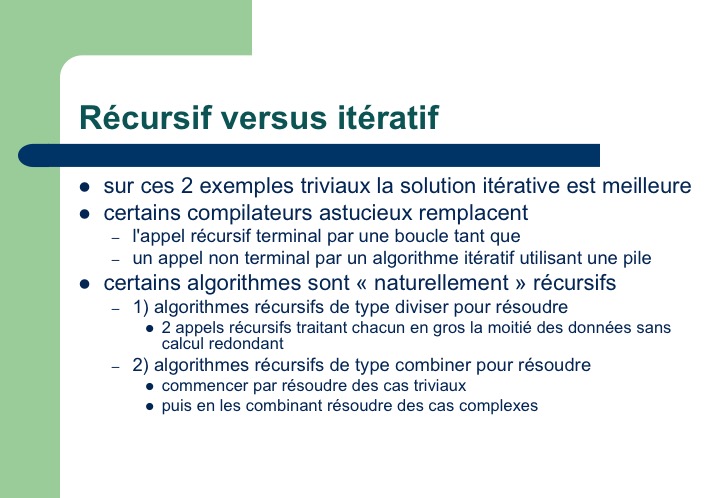 Récursif versus itératif
● sur ces 2 exemples triviaux la solution itérative est meilleure
● certains compilateurs astucieux remplacent
– l'appel récursif terminal par une boucle tant que
– un appel non terminal par un algorithme itératif utilisant une pile
● certains algorithmes sont « naturellement » récursifs
– 1) algorithmes récursifs de type diviser pour résoudre
● 2 appels récursifs traitant chacun en gros la moitié des données sans
calcul redondant
– 2) algorithmes récursifs de type combiner pour résoudre
● commencer par résoudre des cas triviaux
● puis en les combinant résoudre des cas complexes